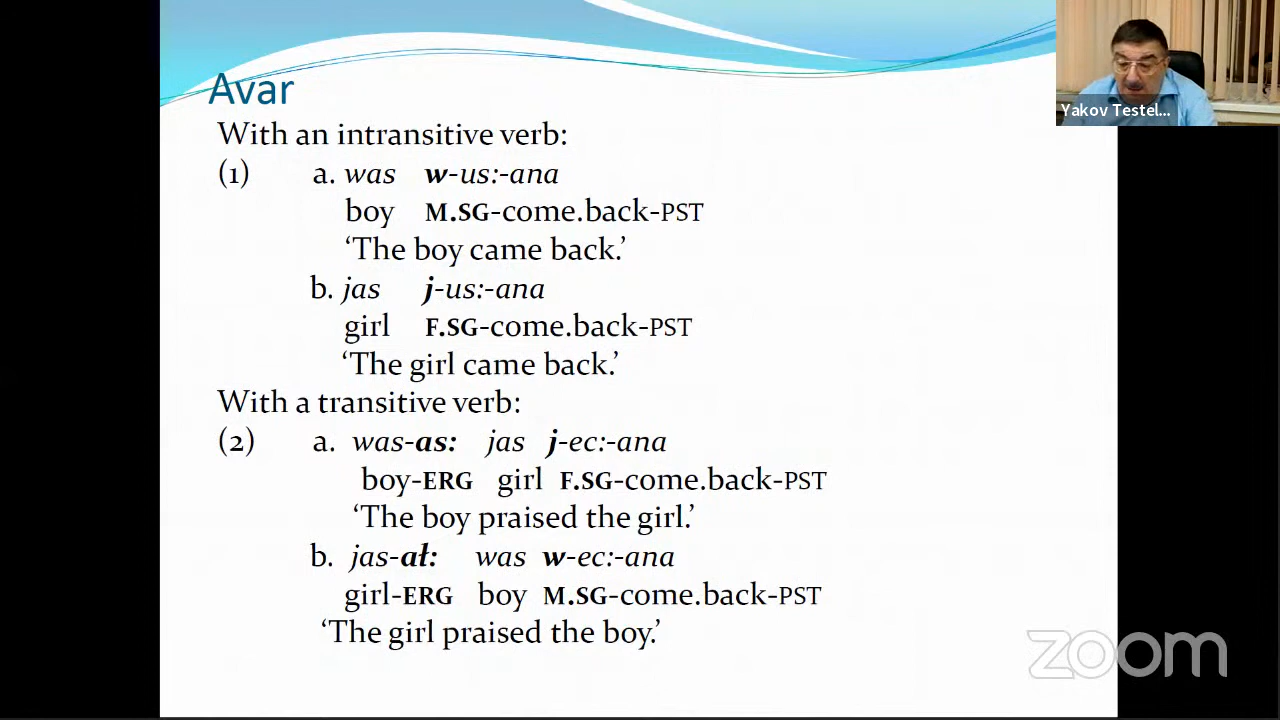 Avar
Yakov Testel...
With an intransitive verb:
(1) a. was w-us:-ana
boy M.SG-come.back-PST
‘The boy came back.’
b. jas j-us:-ana
girl F.SG-come.back-PST
‘The girl came back.’
With a transitive verb:
(2) a. was-as: jas j-ec:-ana
boy-ERG girl F.SG-come.back-PST
‘The boy praised the girl.’
b. jas-ał: was w-ec:-ana
girl-ERG boy M.SG-come.back-PST
‘The girl praised the boy.’
zoom